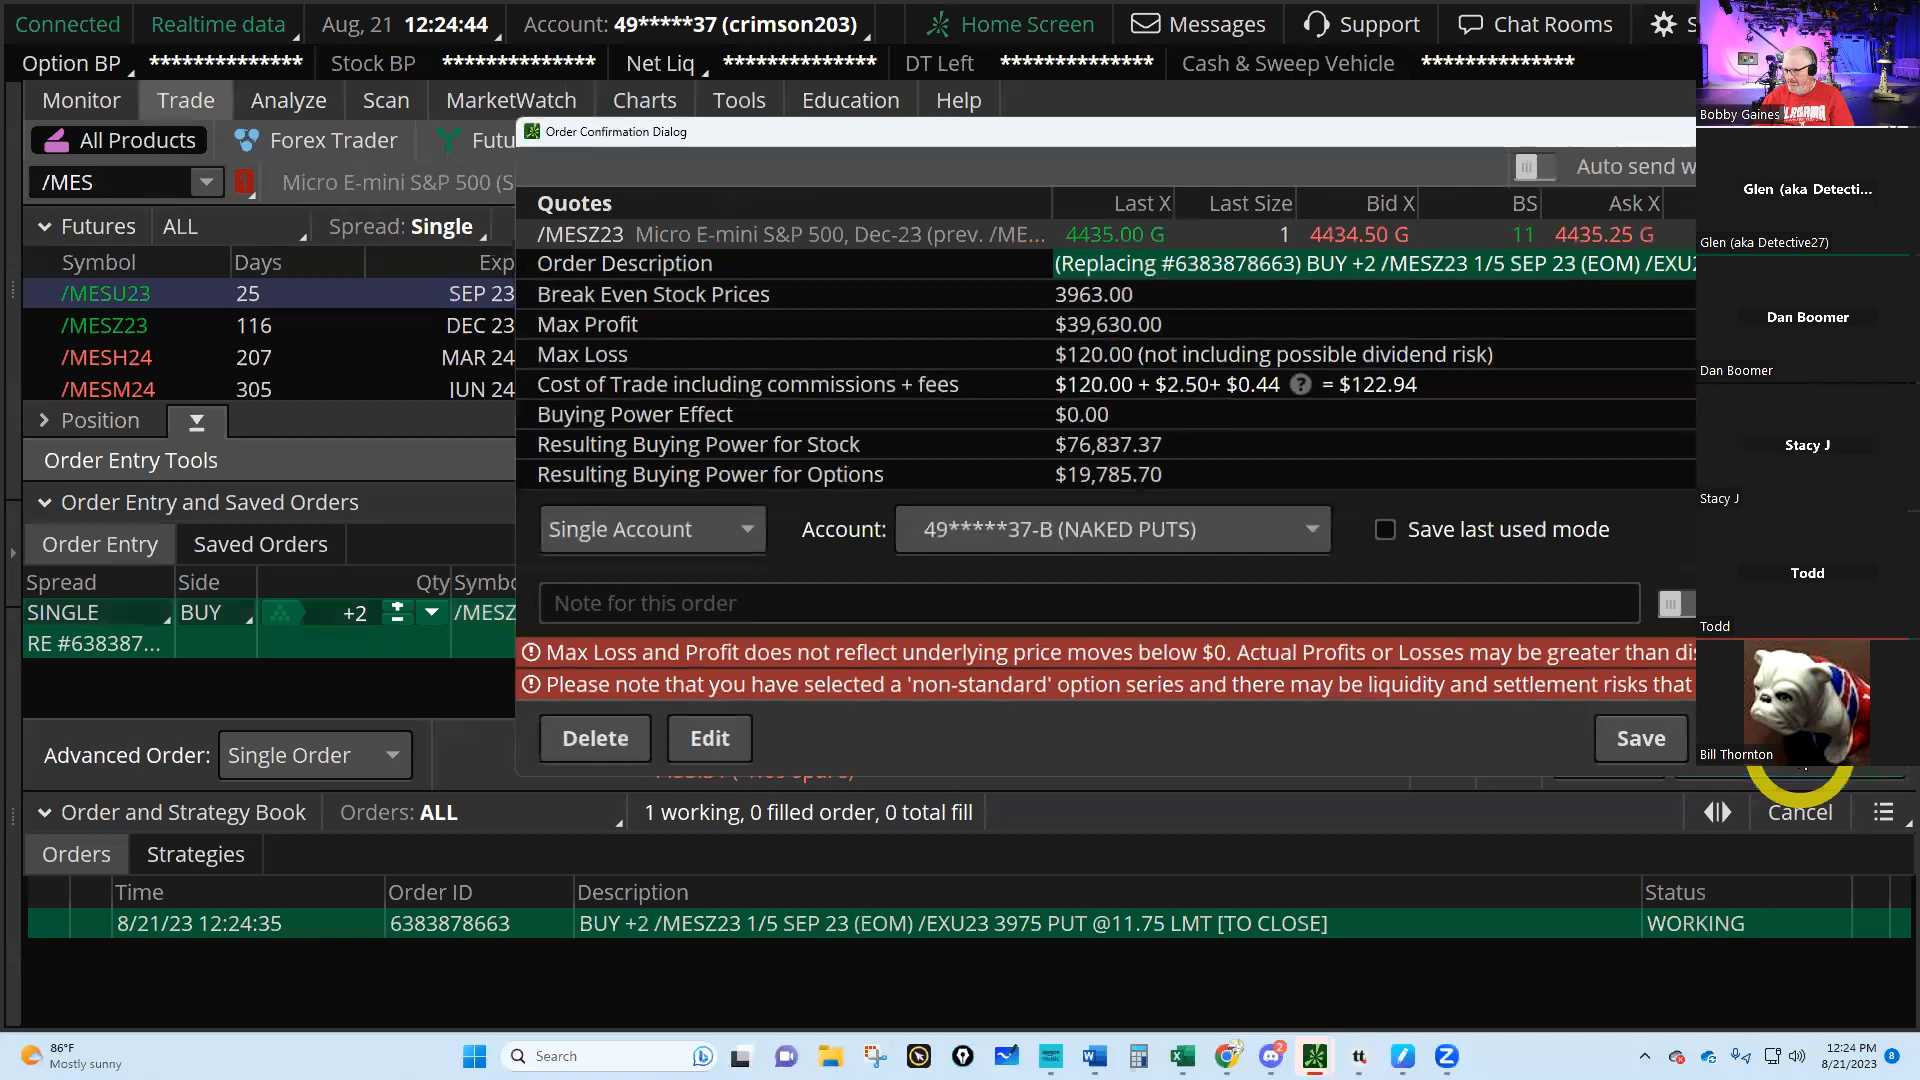 Connected Realtime data Aug, 21 12:24:44 Account: 49*****37 (crimson203) Home Screen Messages Support Chat Rooms S
Option BP ************** Stock BP ************** Net Liq ************** DT Left ************** Cash & Sweep Vehicle **************
Monitor Trade Analyze Scan MarketWatch Charts Tools Education Help
Bobby Gaines
Order Confirmation Dialog
All Products Forex Trader Futu
Auto send w
/MES 1 Micro E-mini S&P 500 (S
Glen (aka Detecti...
Quotes Last X Last Size Bid X BS Ask X
Futures ALL Spread: Single
/MESZ23 Micro E-mini S&P 500, Dec-23 (prev. /ME... 4435.00 G 1 4434.50 G 11 4435.25 G
Glen (aka Detective27)
Symbol Days Exp
Order Description (Replacing #6383878663) BUY +2 /MESZ23 1/5 SEP 23 (EOM) /EXU2
/MESU23 25 SEP 23
Break Even Stock Prices 3963.00
/MESZ23 116 DEC 23
Max Profit $39,630.00
Dan Boomer
/MESH24 207 MAR 24
Max Loss $120.00 (not including possible dividend risk)
Dan Boomer
/MESM24 305 JUN 24
Cost of Trade including commissions + fees $120.00 + $2.50+ $0.44 ? = $122.94
Position
Buying Power Effect $0.00
Resulting Buying Power for Stock $76,837.37
Stacy J
Order Entry Tools
Resulting Buying Power for Options $19,785.70
Stacy J
Order Entry and Saved Orders
Single Account Account: 49*****37-B (NAKED PUTS) Save last used mode
Order Entry Saved Orders
Todd
Spread Side Qty Symbo
Note for this order
SINGLE BUY +2 /MESZ
Todd
RE #638387...
Max Loss and Profit does not reflect underlying price moves below $0. Actual Profits or Losses may be greater than dis
Please note that you have selected a 'non-standard' option series and there may be liquidity and settlement risks that
Delete Edit Save
Bill Thornton
Advanced Order: Single Order
Order and Strategy Book Orders: ALL 1 working, 0 filled order, 0 total fill Cancel
Orders Strategies
Time Order ID Description Status
8/21/23 12:24:35 6383878663 BUY +2 /MESZ23 1/5 SEP 23 (EOM) /EXU23 3975 PUT @11.75 LMT [TO CLOSE] WORKING
86°F
Mostly sunny
Search
2
tt
Z
12:24 PM
8/21/2023
8